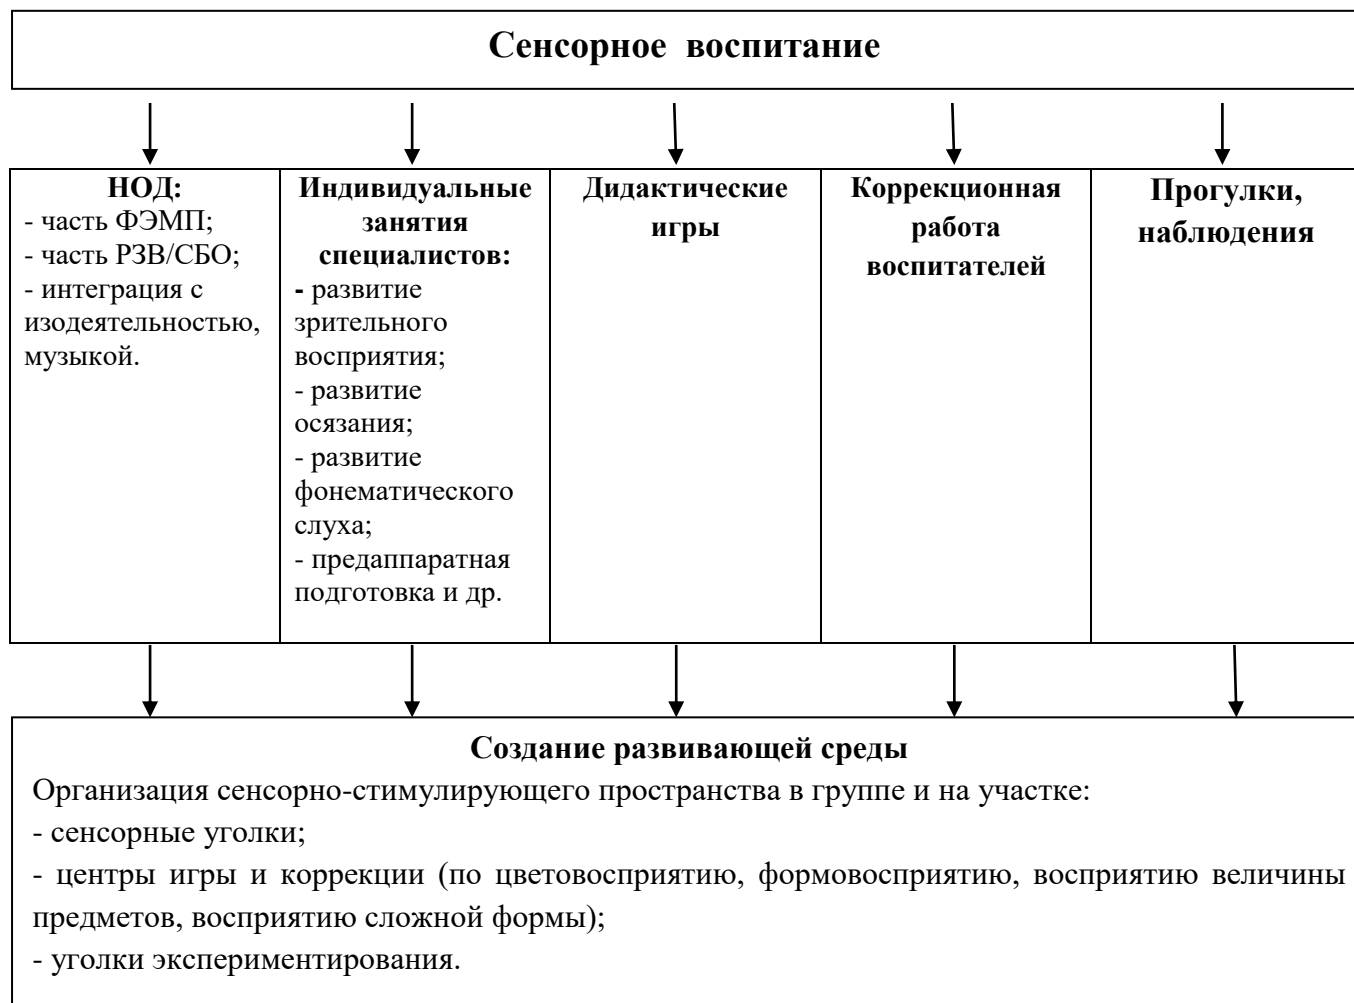 Сенсорное воспитание
НОД:
- часть ФЭМП;
- часть РЗВ/СБО;
- интеграция с
изодеятельностью,
музыкой.
Индивидуальные
занятия
специалистов:
- развитие
зрительного
восприятия;
- развитие
осязания;
- развитие
фонематического
слуха;
- предаппаратная
подготовка и др.
Дидактические
игры
Коррекционная
работа
воспитателей
Прогулки,
наблюдения
Создание развивающей среды
Организация сенсорно-стимулирующего пространства в группе и на участке:
- сенсорные уголки;
- центры игры и коррекции (по цветовосприятию, формовосприятию, восприятию величины
предметов, восприятию сложной формы);
- уголки экспериментирования.